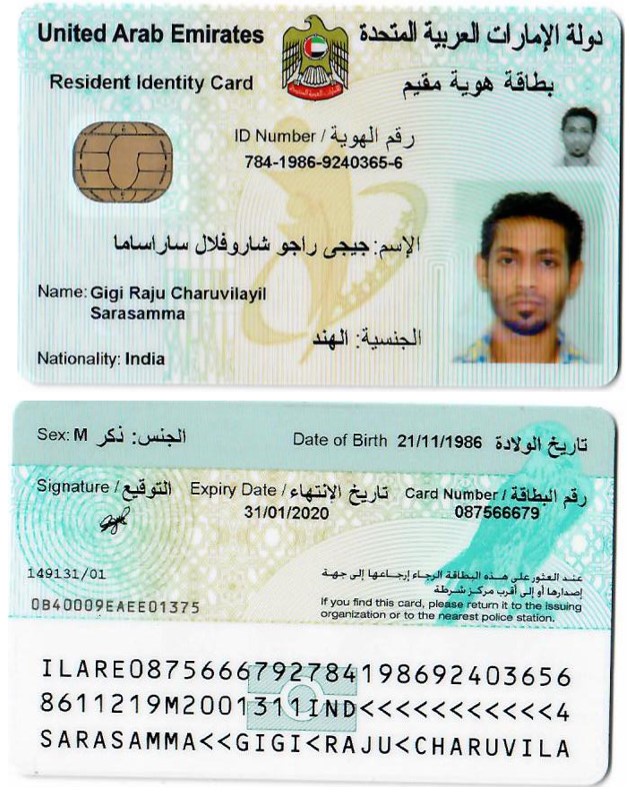 United Arab Emirates دولة الإمارات العربية المتحدة
Resident Identity Card بطاقة هوية مقيم
ID Number / رقم الهوية
784-1986-9240365-6
الإسم: جيجى راجو شاروفلال ساراساما
Name: Gigi Raju Charuvilayil
Sarasamma
الجنسية: الهند
Nationality: India
Sex: M الجنس: ذكر Date of Birth 21/11/1986 تاريخ الولادة
Signature / التوقيع Expiry Date / تاريخ الانتهاء Card Number / رقم البطاقة
31/01/2020 087566679
149131/01
عند العثور على هذه البطاقة الرجاء إرجاعها إلى جهة
إصدارها أو إلى أقرب مركز شرطة
0B40009EAEE01375
If you find this card, please return it to the issuing
organization or to the nearest police station.
ILARE0875666792784198692403656
8611219M2001311IND<<<<<<<<<<<4
SARASAMMA<<GIGI<RAJU<CHARUVILA